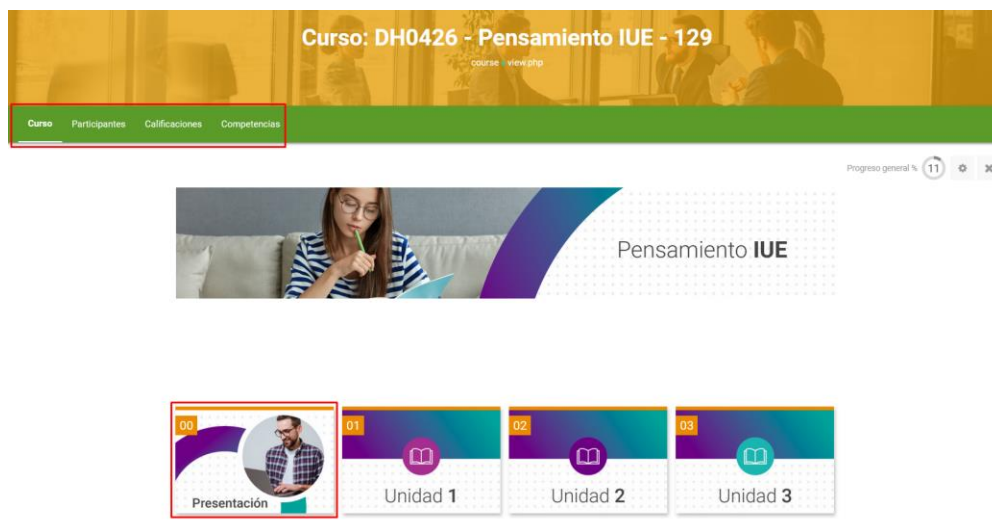 Curso: DH0426 - Pensamiento IUE - 129
course view.php
Curso Participantes Calificaciones Competencias
Progreso general % 11
Pensamiento IUE
00 01 02 03
Presentación Unidad 1 Unidad 2 Unidad 3